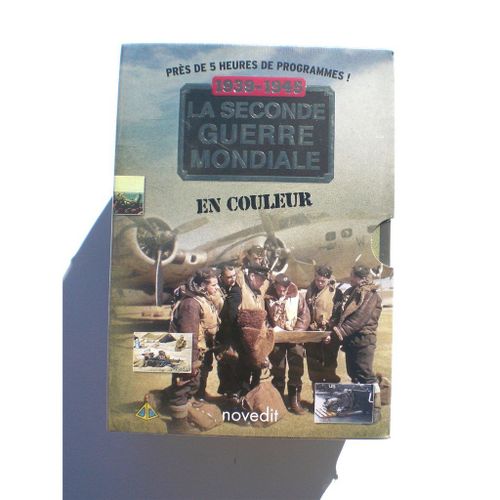 PRÈS DE 5 HEURES DE PROGRAMMES !
1939-1945
LA SECONDE
GUERRE
MONDIALE
EN COULEUR
novedit